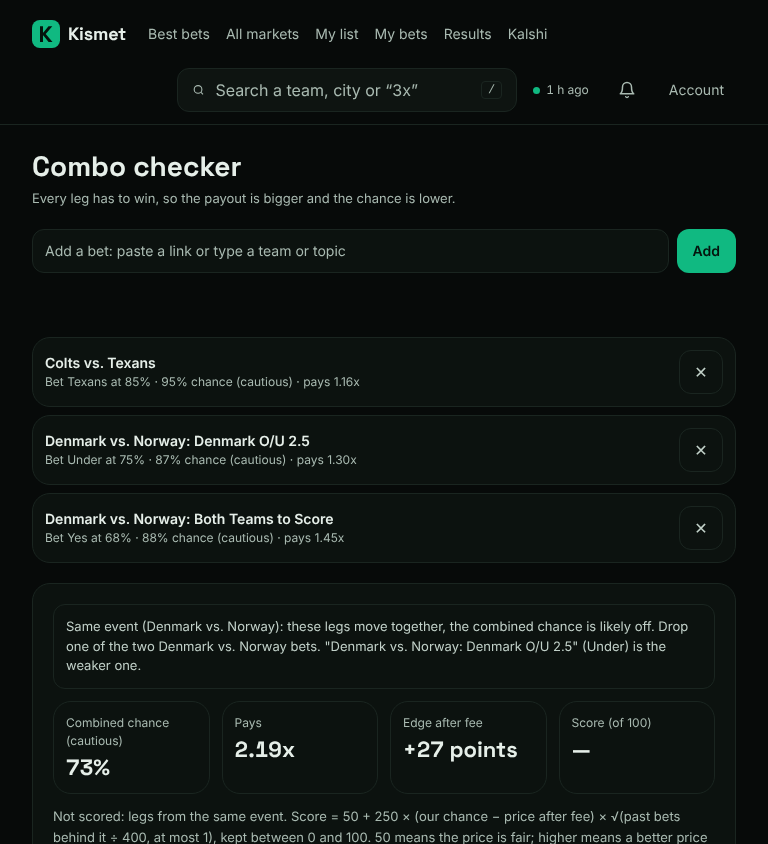 K Kismet Best bets All markets My list My bets Results Kalshi
Search a team, city or “3x” / 1 h ago Account
Combo checker
Every leg has to win, so the payout is bigger and the chance is lower.
Add a bet: paste a link or type a team or topic Add
Colts vs. Texans
Bet Texans at 85% · 95% chance (cautious) · pays 1.16x
Denmark vs. Norway: Denmark O/U 2.5
Bet Under at 75% · 87% chance (cautious) · pays 1.30x
Denmark vs. Norway: Both Teams to Score
Bet Yes at 68% · 88% chance (cautious) · pays 1.45x
Same event (Denmark vs. Norway): these legs move together, the combined chance is likely off. Drop
one of the two Denmark vs. Norway bets. "Denmark vs. Norway: Denmark O/U 2.5" (Under) is the
weaker one.
Combined chance
(cautious)
73%
Pays
2.19x
Edge after fee
+27 points
Score (of 100)
—
Not scored: legs from the same event. Score = 50 + 250 × (our chance − price after fee) × √(past bets
behind it ÷ 400, at most 1), kept between 0 and 100. 50 means the price is fair; higher means a better price